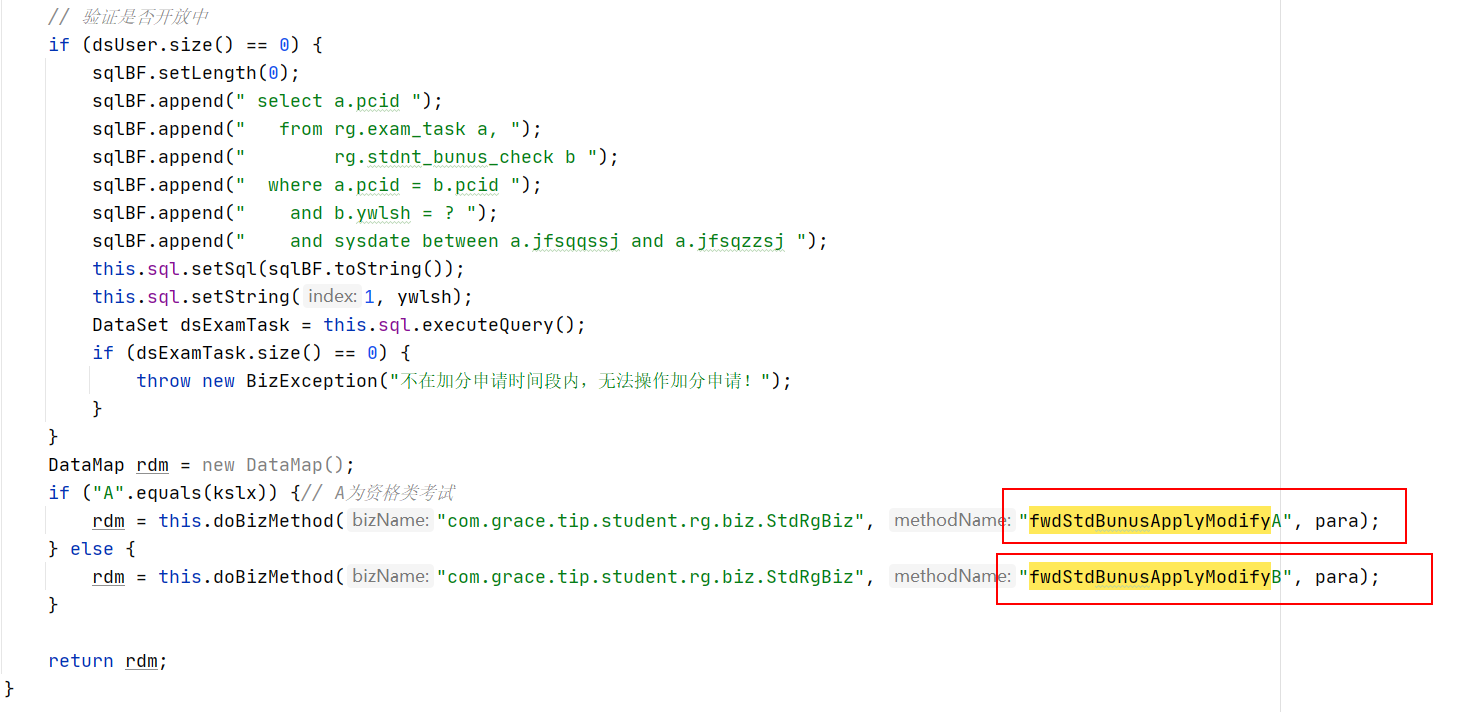 // 验证是否开放中
if (dsUser.size() == 0) {
sqlBF.setLength(0);
sqlBF.append(" select a.pcid ");
sqlBF.append("   from rg.exam_task a, ");
sqlBF.append("        rg.stdnt_bunus_check b ");
sqlBF.append("  where a.pcid = b.pcid ");
sqlBF.append("    and b.ywlsh = ? ");
sqlBF.append("    and sysdate between a.jfsqqssj and a.jfsqzzsj ");
this.sql.setSql(sqlBF.toString());
this.sql.setString( index: 1, ywlsh);
DataSet dsExamTask = this.sql.executeQuery();
if (dsExamTask.size() == 0) {
throw new BizException("不在加分申请时间段内，无法操作加分申请！");
}
}
DataMap rdm = new DataMap();
if ("A".equals(kslx)) {// A为资格类考试
rdm = this.doBizMethod( bizName: "com.grace.tip.student.rg.biz.StdRgBiz", methodName: "fwdStdBunusApplyModifyA", para);
} else {
rdm = this.doBizMethod( bizName: "com.grace.tip.student.rg.biz.StdRgBiz", methodName: "fwdStdBunusApplyModifyB", para);
}
return rdm;
}